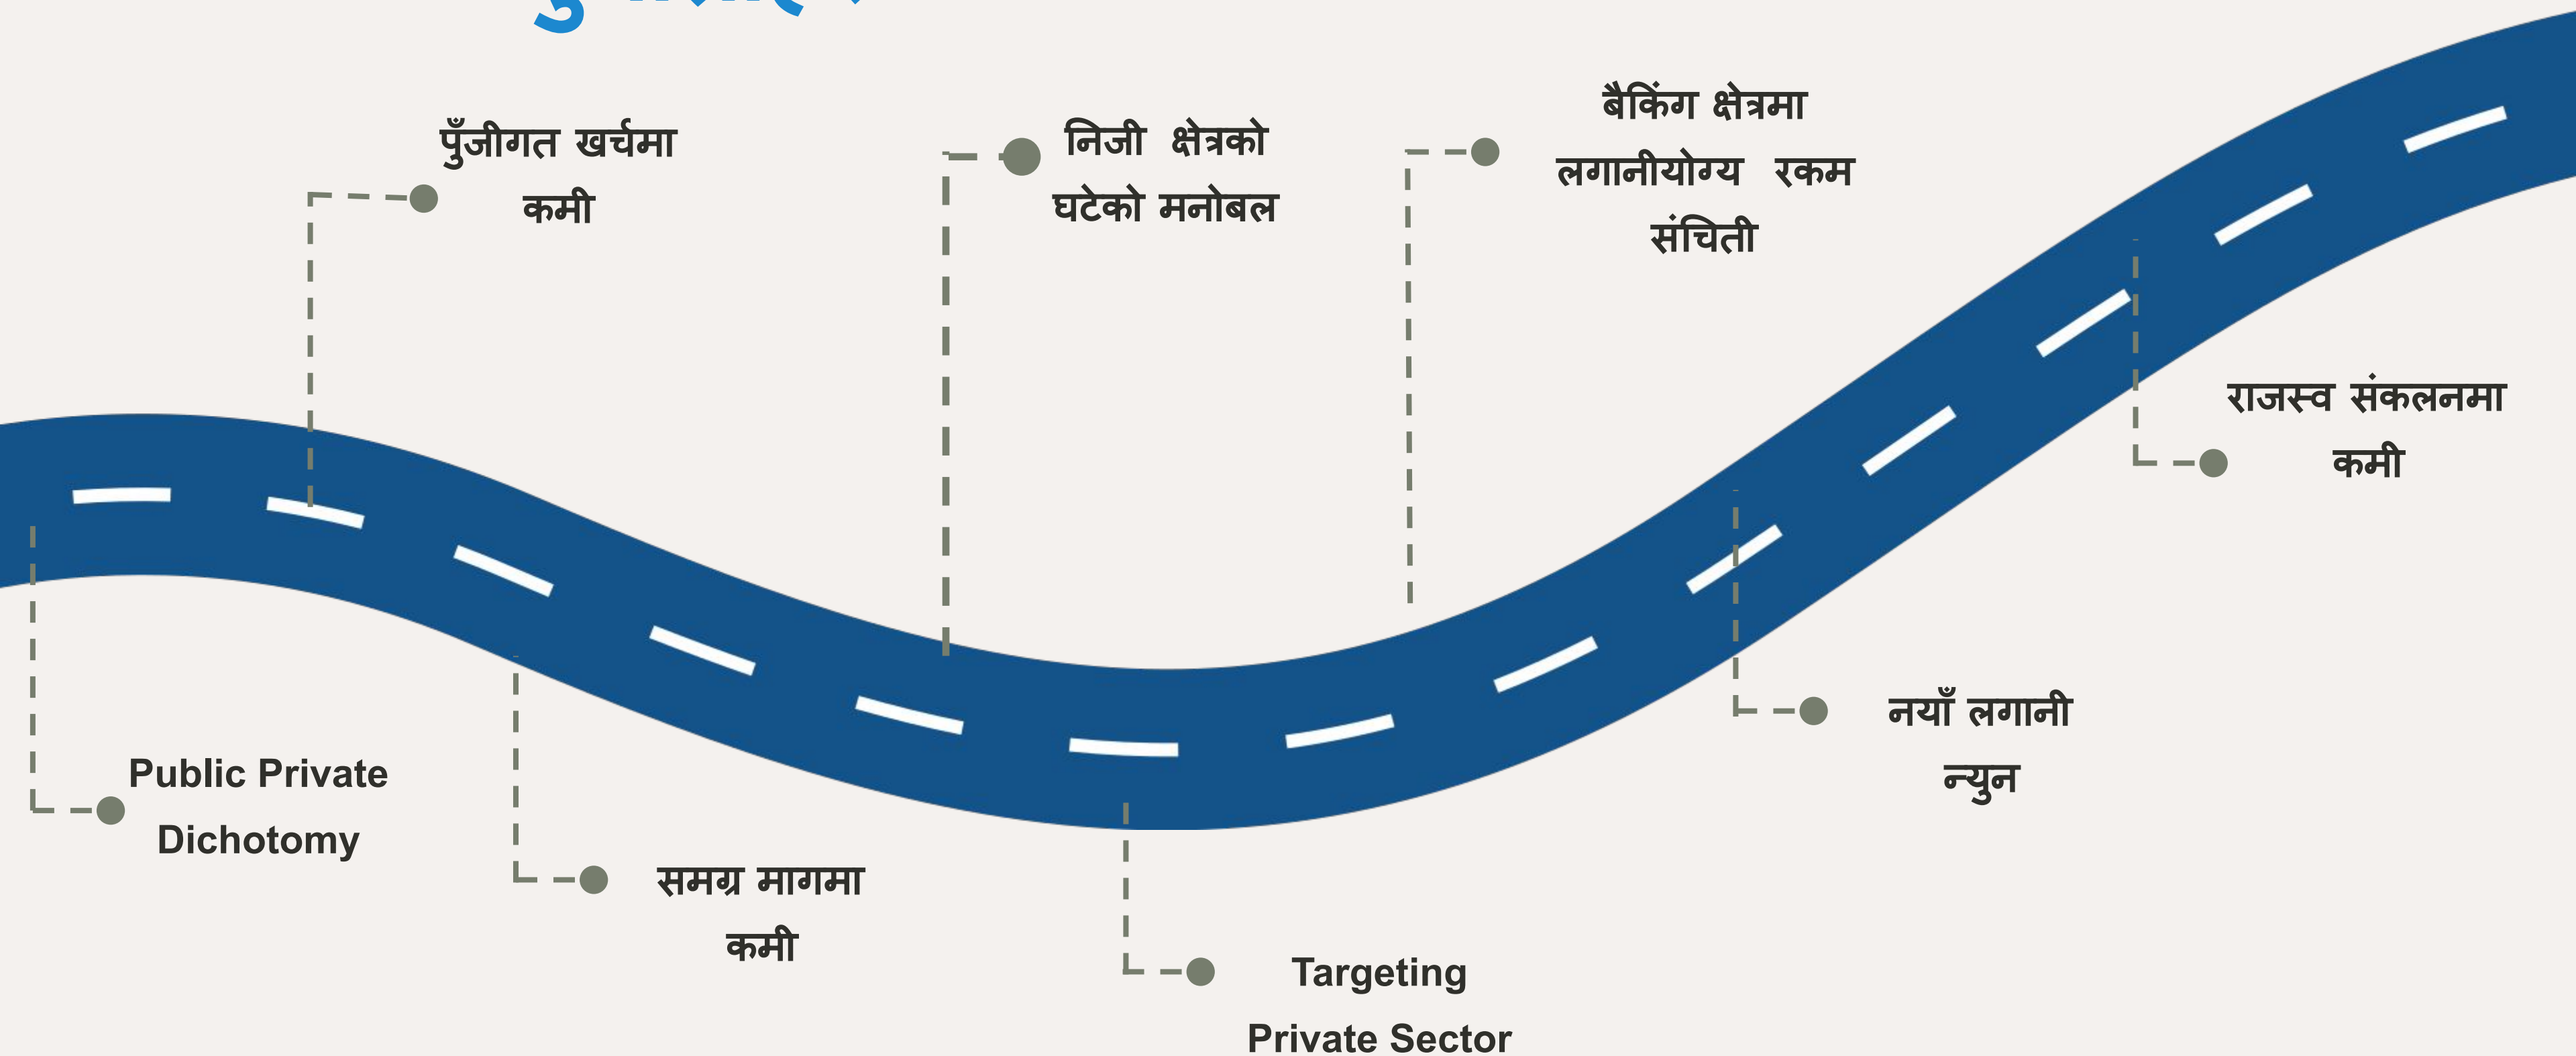 पुँजीगत खर्चमा
कमी
निजी क्षेत्रको
घटेको मनोबल
बैकिंग क्षेत्रमा
लगानीयोग्य रकम
संचिती
राजस्व संकलनमा
कमी
Public Private
Dichotomy
समग्र मागमा
कमी
Targeting
Private Sector
नयाँ लगानी
न्युन